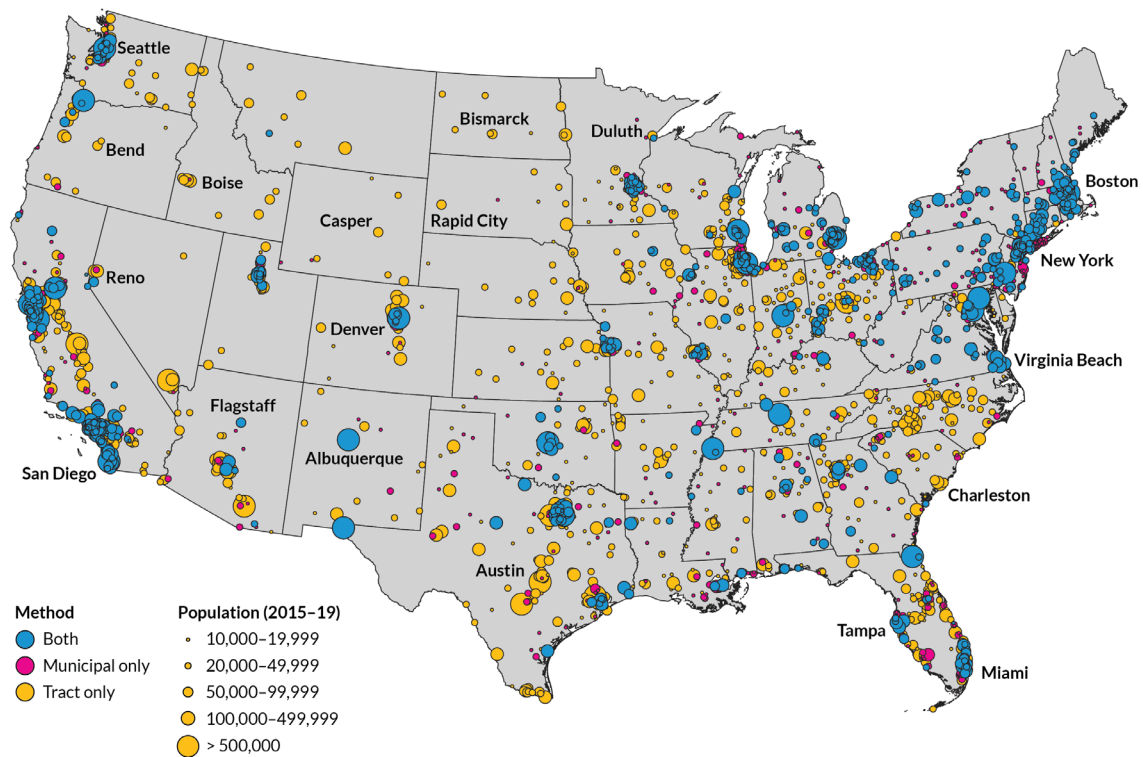 Seattle
Bismarck
Duluth
Bend
Boise
Boston
Casper
Rapid City
New York
Reno
Denver
Virginia Beach
Flagstaff
Albuquerque
San Diego
Charleston
Austin
Tampa
Miami
Method
Both
Municipal only
Tract only
Population (2015–19)
10,000–19,999
20,000–49,999
50,000–99,999
100,000–499,999
> 500,000